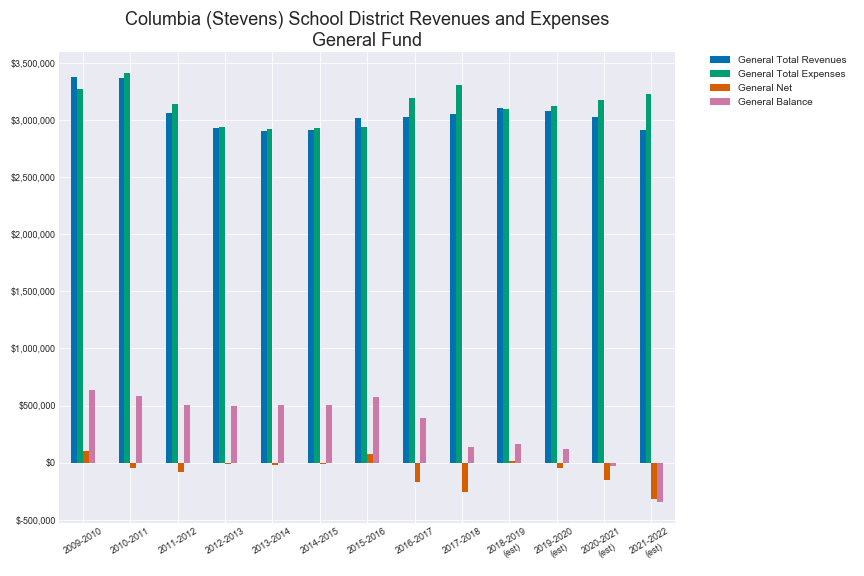 Columbia (Stevens) School District Revenues and Expenses
General Fund
$3,500,000
$3,000,000
$2,500,000
$2,000,000
$1,500,000
$1,000,000
$500,000
$0
$-500,000
2009-2010
2010-2011
2011-2012
2012-2013
2013-2014
2014-2015
2015-2016
2016-2017
2017-2018
2018-2019
(est)
2019-2020
(est)
2020-2021
(est)
2021-2022
(est)
General Total Revenues
General Total Expenses
General Net
General Balance